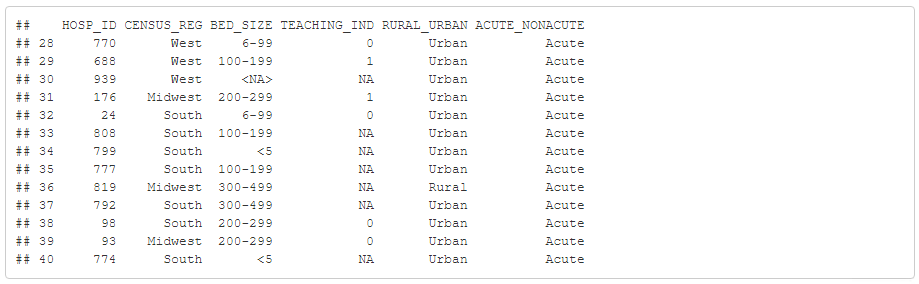 ##    HOSP_ID CENSUS_REG BED_SIZE TEACHING_IND RURAL_URBAN ACUTE_NONACUTE
## 28     770       West     6-99            0       Urban          Acute
## 29     688       West  100-199            1       Urban          Acute
## 30     939       West     <NA>           NA       Urban          Acute
## 31     176    Midwest  200-299            1       Urban          Acute
## 32      24      South     6-99            0       Urban          Acute
## 33     808      South  100-199           NA       Urban          Acute
## 34     799      South       <5           NA       Urban          Acute
## 35     777      South  100-199           NA       Urban          Acute
## 36     819    Midwest  300-499           NA       Rural          Acute
## 37     792      South  300-499           NA       Urban          Acute
## 38      98      South  200-299            0       Urban          Acute
## 39      93    Midwest  200-299            0       Urban          Acute
## 40     774      South       <5           NA       Urban          Acute